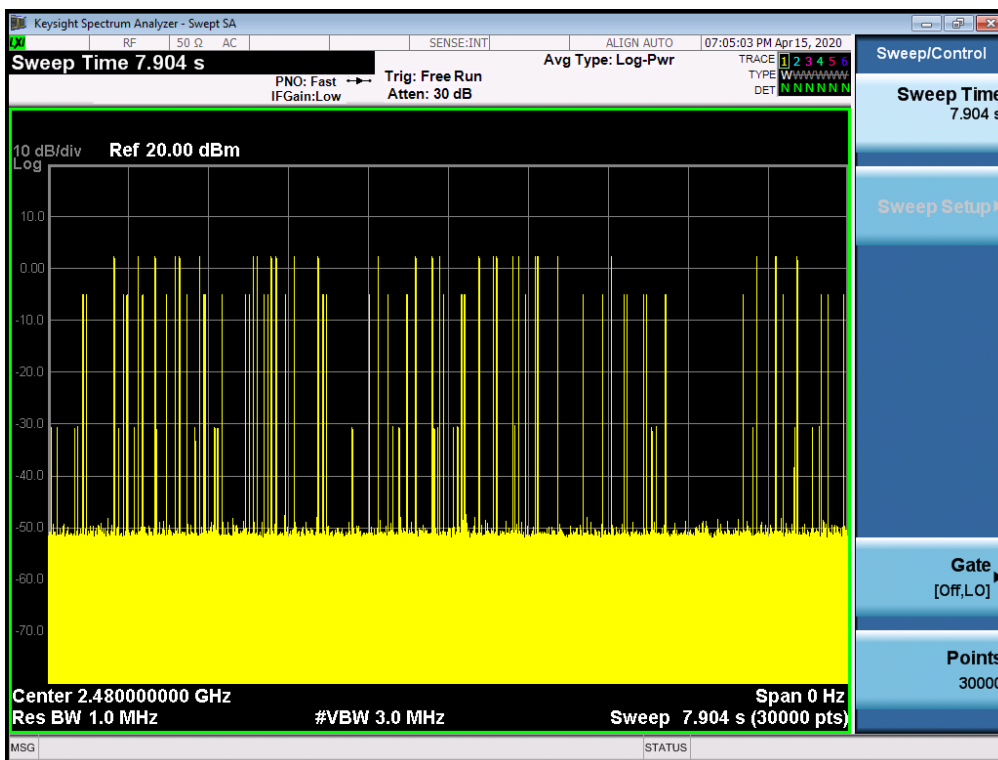 Keysight Spectrum Analyzer - Swept SA
LXI RF 50 Ω AC SENSE:INT ALIGN AUTO 07:05:03 PM Apr 15, 2020
Sweep Time 7.904 s
PNO: Fast
IFGain:Low
Trig: Free Run
Atten: 30 dB
Avg Type: Log-Pwr
TRACE 1 2 3 4 5 6
TYPE WWWWWW
DET N N N N N N
10 dB/div Ref 20.00 dBm
Log
10.0
0.00
-10.0
-20.0
-30.0
-40.0
-50.0
-60.0
-70.0
Center 2.480000000 GHz Span 0 Hz
Res BW 1.0 MHz #VBW 3.0 MHz Sweep 7.904 s (30000 pts)
MSG STATUS
Sweep/Control
Sweep Time
7.904 s
Sweep Setup
Gate
[Off,LO]
Points
30000